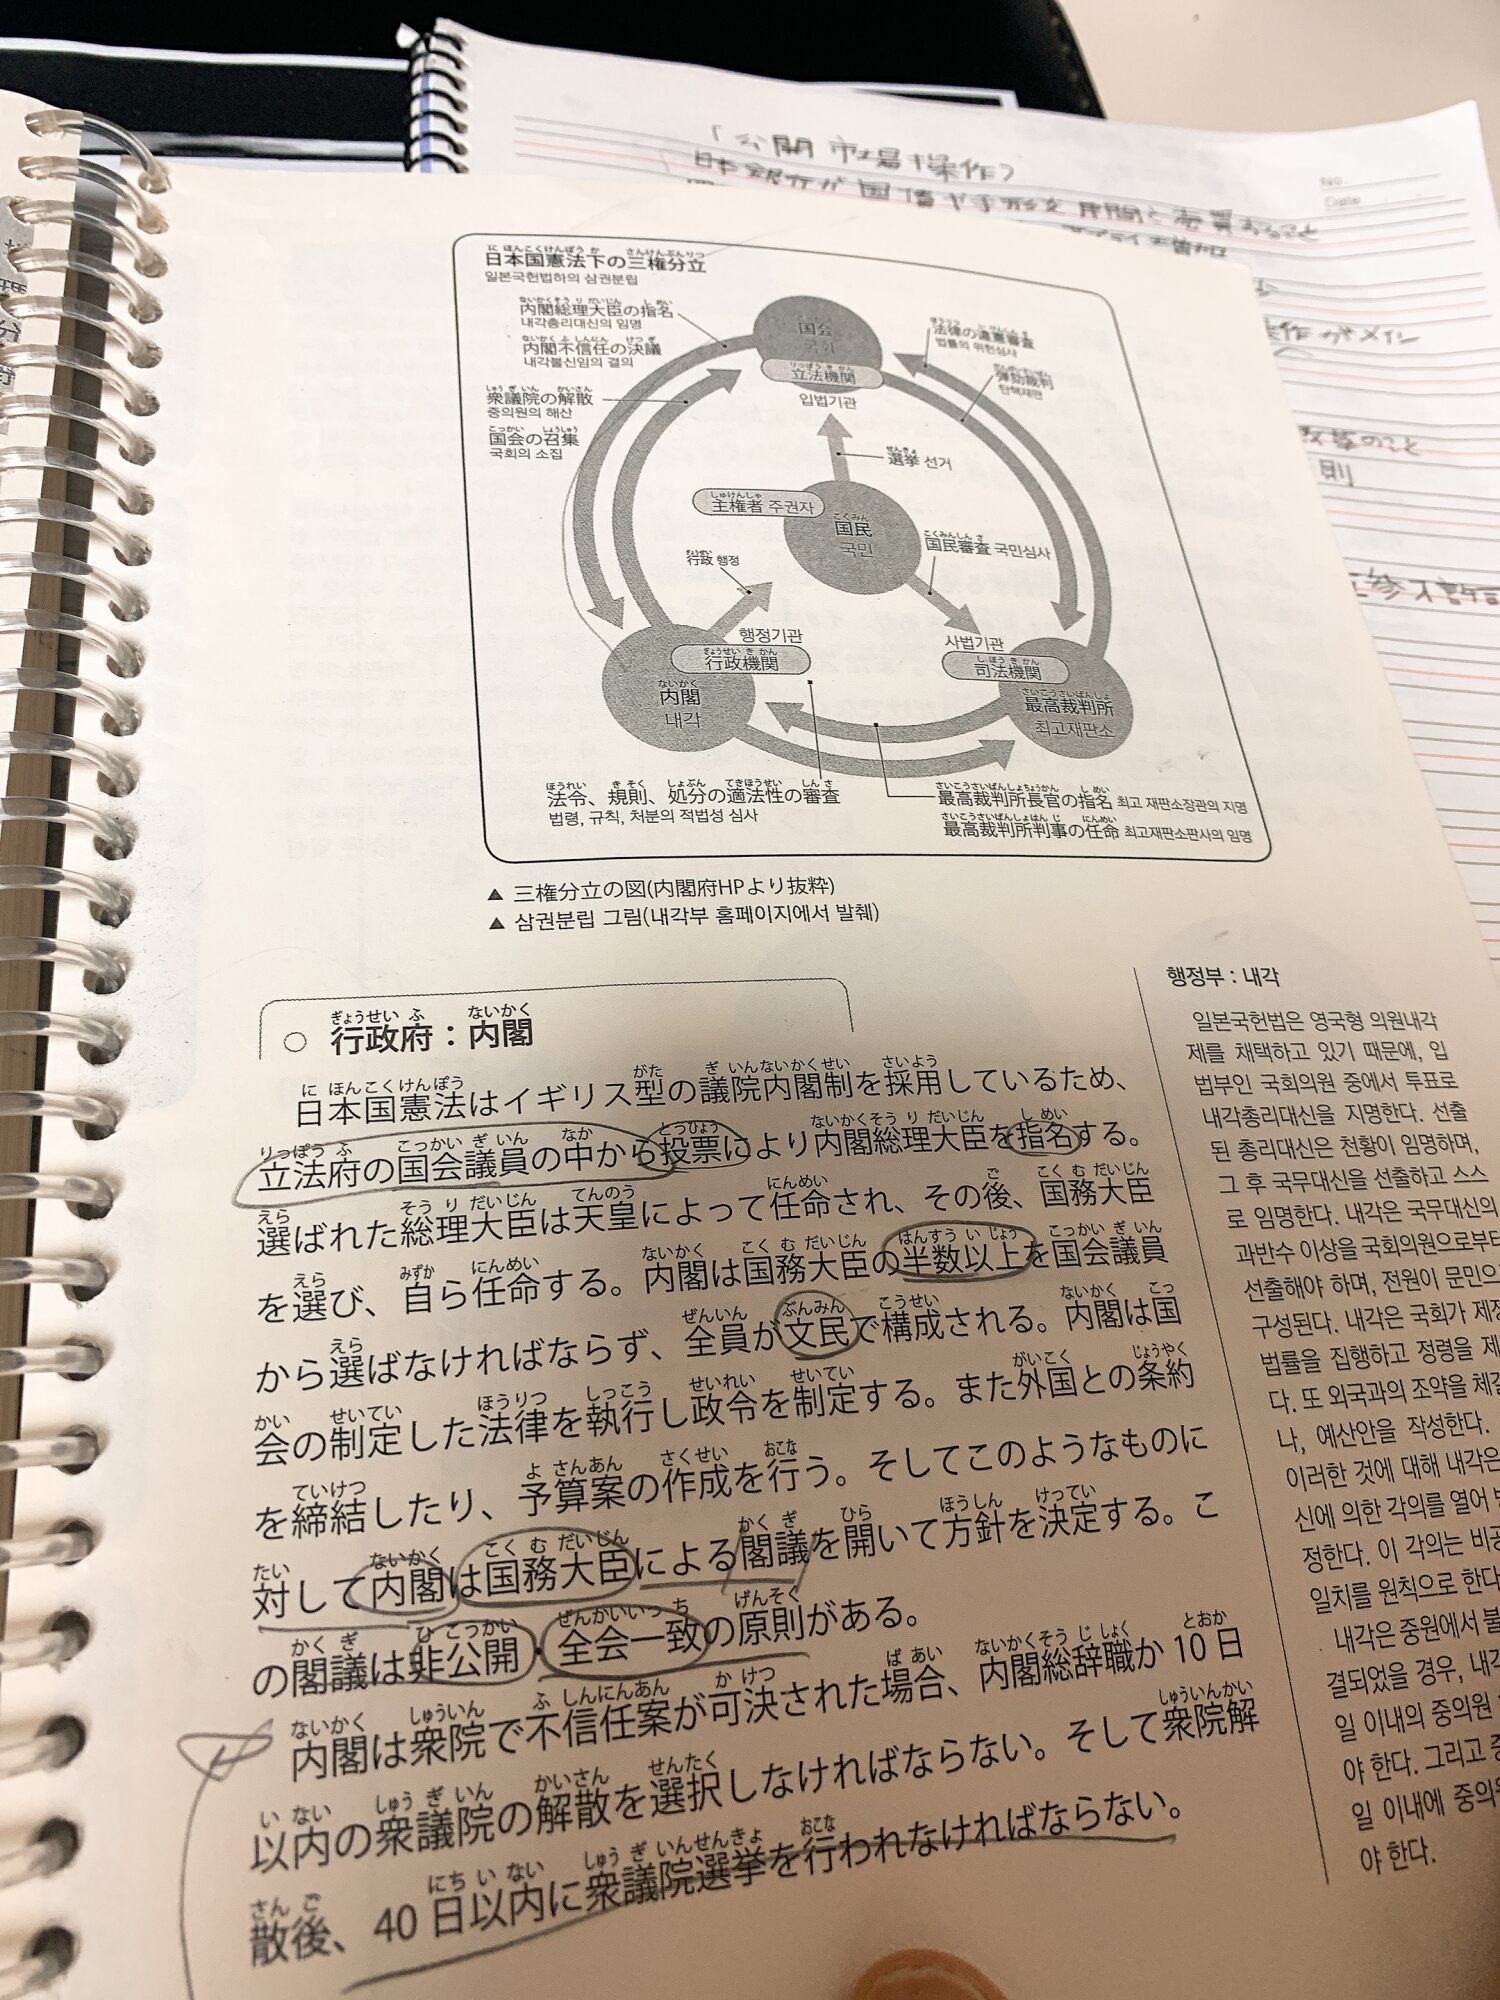 「公開市場操作」
日本国憲法下の三権分立
일본국헌법하의 삼권분립
内閣総理大臣の指名
내각총리대신의 임명
内閣不信任の決議
내각불신임의 결의
衆議院の解散
중의원의 해산
国会の召集
국회의 소집
国会
국회
立法機関
입법기관
法律の違憲審査
법률의 위헌심사
弾劾裁判
탄핵재판
選挙 선거
主権者 주권자
国民
국민
国民審査 국민심사
行政 행정
행정기관
行政機関
内閣
내각
사법기관
司法機関
最高裁判所
최고재판소
法令、規則、処分の適法性の審査
법령, 규칙, 처분의 적법성 심사
最高裁判所長官の指名 최고 재판소장관의 지명
最高裁判所判事の任命 최고재판소판사의 임명
▲ 三権分立の図(内閣府HPより抜粋)
▲ 삼권분립 그림(내각부 홈페이지에서 발췌)
○ 行政府：内閣
日本国憲法はイギリス型の議院内閣制を採用しているため、
立法府の国会議員の中から投票により内閣総理大臣を指名する。
選ばれた総理大臣は天皇によって任命され、その後、国務大臣
を選び、自ら任命する。内閣は国務大臣の半数以上を国会議員
から選ばなければならず、全員が文民で構成される。内閣は国
会の制定した法律を執行し政令を制定する。また外国との条約
を締結したり、予算案の作成を行う。そしてこのようなものに
対して内閣は国務大臣による閣議を開いて方針を決定する。こ
の閣議は非公開・全会一致の原則がある。
内閣は衆院で不信任案が可決された場合、内閣総辞職か 10 日
以内の衆議院の解散を選択しなければならない。そして衆院解
散後、40 日以内に衆議院選挙を行われなければならない。
행정부 : 내각
일본국헌법은 영국형 의원내각
제를 채택하고 있기 때문에, 입
법부인 국회의원 중에서 투표로
내각총리대신을 지명한다. 선출
된 총리대신은 천황이 임명하며,
그 후 국무대신을 선출하고 스스
로 임명한다. 내각은 국무대신의
과반수 이상을 국회의원으로부터
선출해야 하며, 전원이 문민으
구성된다. 내각은 국회가 제정
법률을 집행하고 정령을 제
다. 또 외국과의 조약을 체결
나, 예산안을 작성한다.
이러한 것에 대해 내각은
신에 의한 각의를 열어
정한다. 이 각의는 비공
일치를 원칙으로 한다
내각은 중원에서 불
결되었을 경우, 내각
일 이내의 중의원
야 한다. 그리고 중
일 이내에 중의원
야 한다.
No.
Date